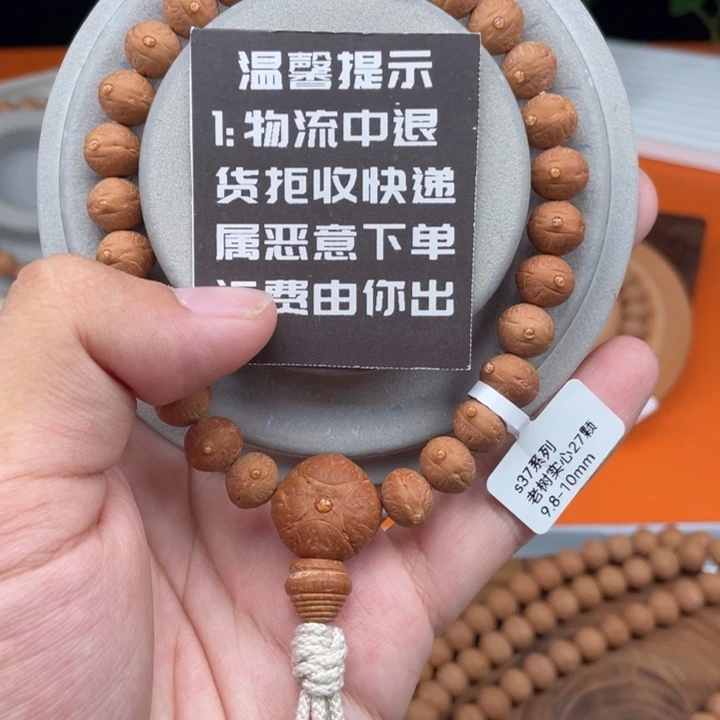 温馨提示
1:物流中退
货拒收快递
属恶意下单
费由你出
s37系列
老树实心27颗
9.8-10mm